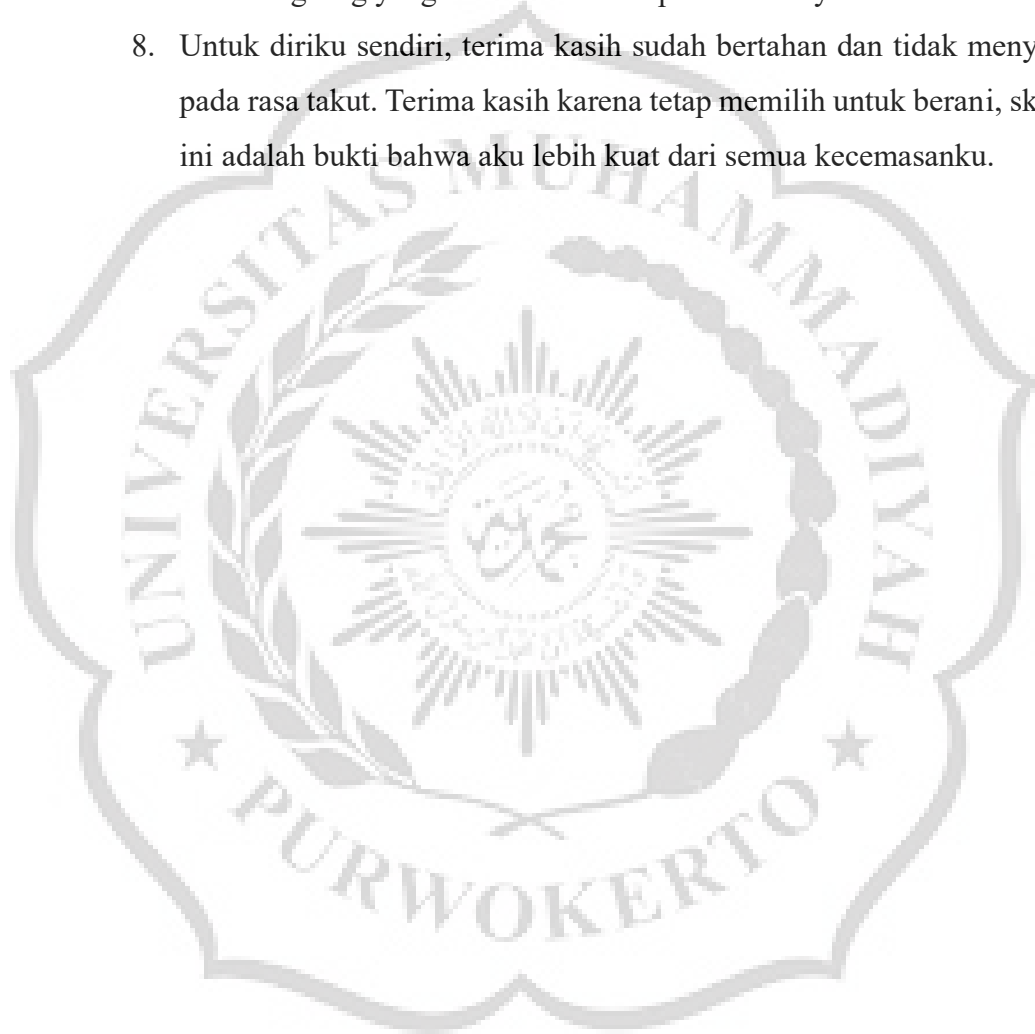 8. Untuk diriku sendiri, terima kasih sudah bertahan dan tidak meny
pada rasa takut. Terima kasih karena tetap memilih untuk berani, sk
ini adalah bukti bahwa aku lebih kuat dari semua kecemasanku.
UNIVERSITAS MUHAMMADIYAH
PURWOKERTO